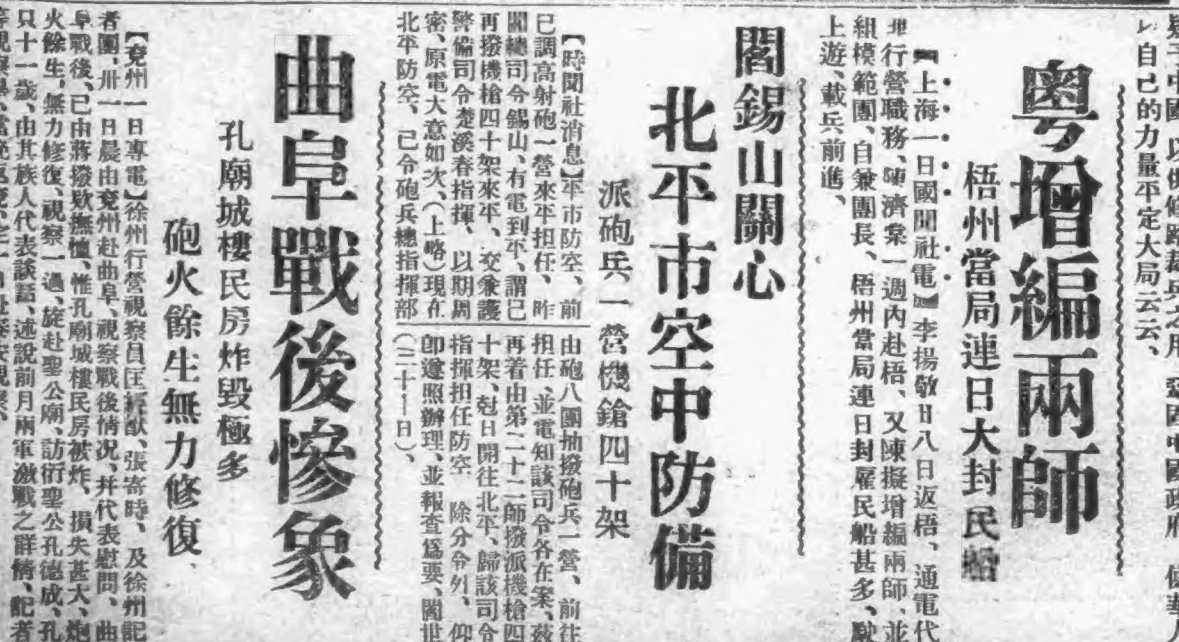 以自己的力量平定大局云云、
粤增編兩師
梧州當局連日大封民船
【上海一日國聞社電】李揚敬廿八日返梧、通電代
行營職務、陳濟棠一週內赴梧、又陳擬增編兩師、並
組模範團、自兼團長、梧州當局連日封雇民船甚多、駛
上遊、載兵前進、
閻錫山關心
北平市空中防備
派砲兵一營機鎗四十架
【時聞社消息】平市防空、前
已調高射砲一營來平担任、昨
閻總司令錫山、有電到平、謂已
再撥機槍四十架來平、交兼護
警備司令楚溪春指揮、以期周
密、原電大意如次、(上略)現在
北平防空、已令砲兵總指揮部
由砲八團抽撥砲兵一營、前往
担任、並電知該司令各在案、茲
再着由第二十二師撥派機槍四
十架、尅日開往北平、歸該司令
指揮担任防空、除分令外、仰
卽遵照辦理、並報查爲要、閻世
(三十一日)、
曲阜戰後慘象
孔廟城樓民房炸毀極多
砲火餘生無力修復、
【兗州一日專電】徐州行營視察員、張寄時、及徐州記
者團、卅一日晨由兗州赴曲阜、視察戰後情况、并代表慰問、曲
阜戰後、已由蔣撥欵撫恤、惟孔廟城樓民房被炸、損失甚大、炮
火餘生、無力修復、視察一過、旋赴聖公廟、訪衍聖公孔德成、孔
只十一歲、由其族人代表談話、述說前月兩軍激戰之詳情、記者